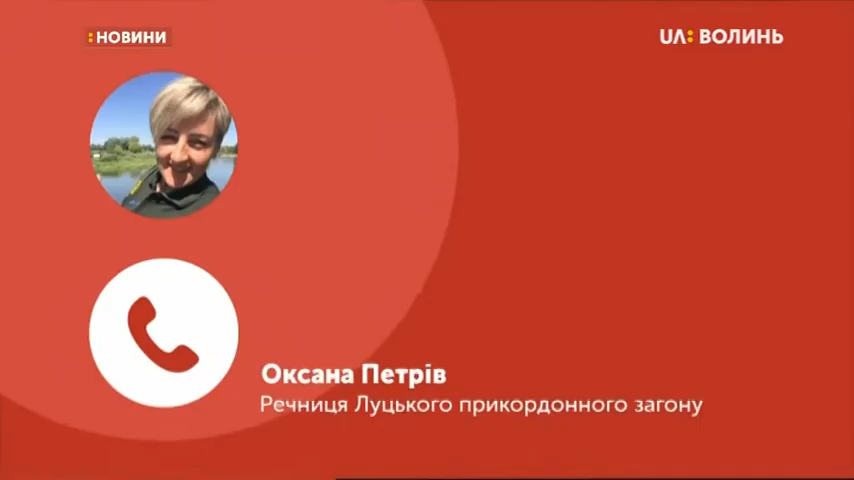 :НОВИНИ
UA: ВОЛИНЬ
Оксана Петрів
Речниця Луцького прикордонного загону